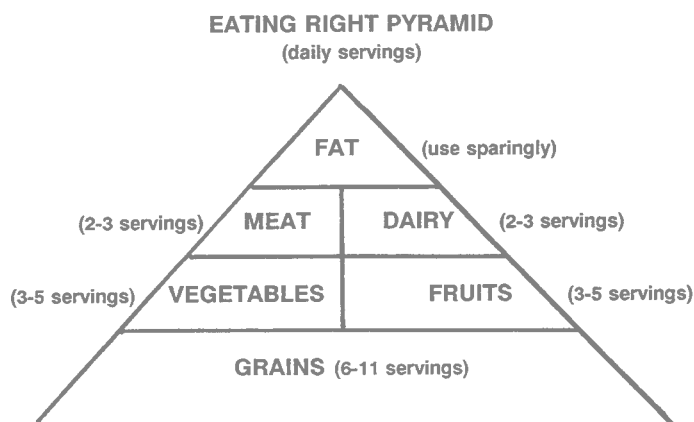 EATING RIGHT PYRAMID
(daily servings)
FAT (use sparingly)
(2-3 servings) MEAT DAIRY (2-3 servings)
(3-5 servings) VEGETABLES FRUITS (3-5 servings)
GRAINS (6-11 servings)